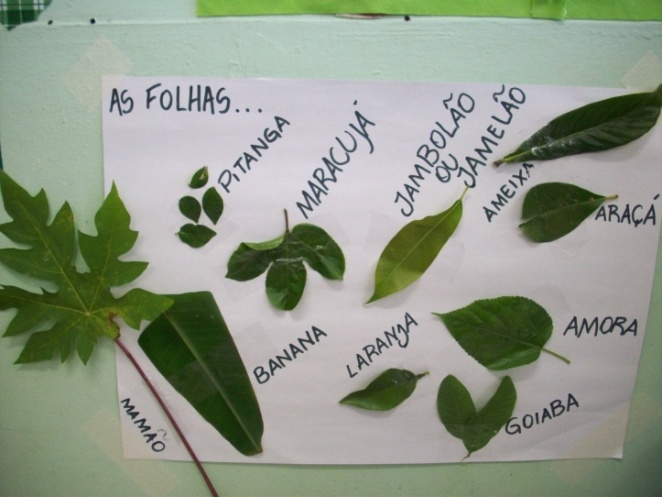 AS FOLHAS...
PITANGA
MARACUJÁ
JAMBOLÃO
OU
JAMELÃO
AMEIXA
ARAÇÁ
AMORA
LARANJA
BANANA
GOIABA
MAMÃO